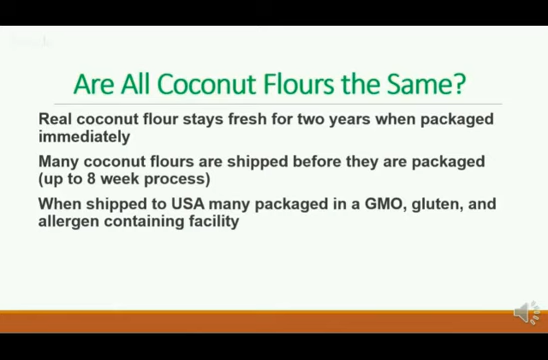 Are All Coconut Flours the Same?
Real coconut flour stays fresh for two years when packaged
immediately
Many coconut flours are shipped before they are packaged
(up to 8 week process)
When shipped to USA many packaged in a GMO, gluten, and
allergen containing facility